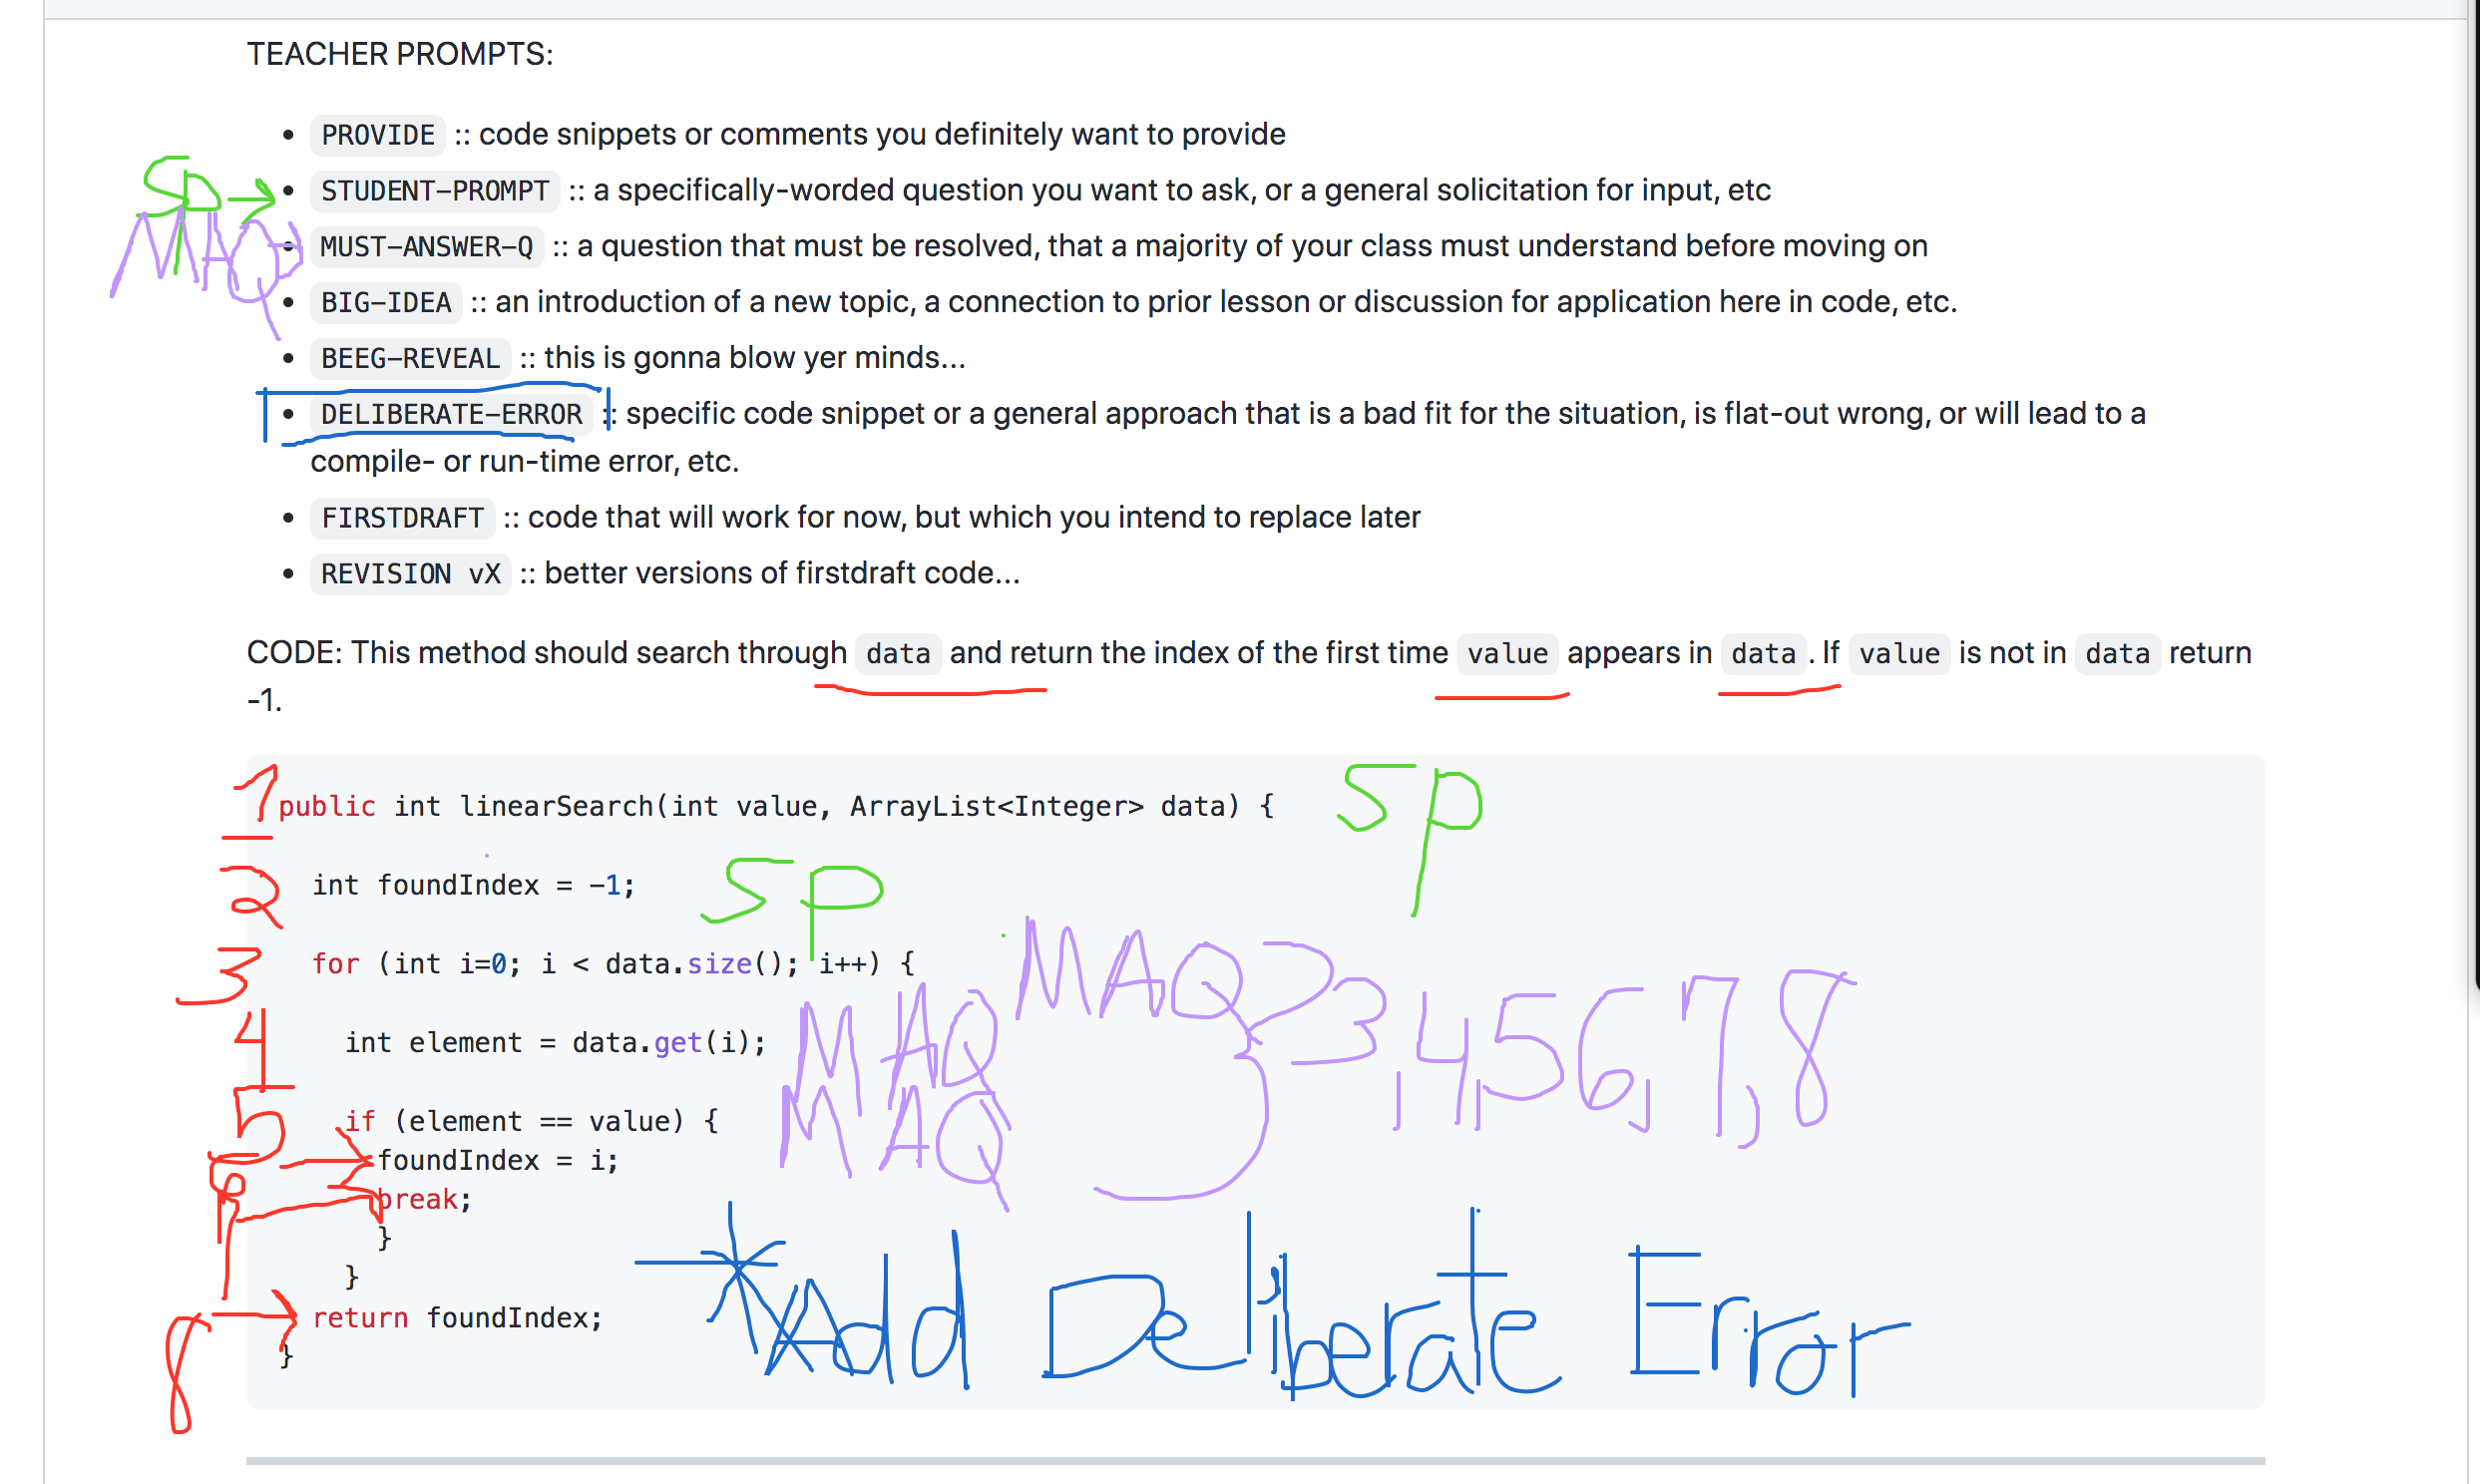 TEACHER PROMPTS:
• PROVIDE :: code snippets or comments you definitely want to provide
SP → • STUDENT-PROMPT :: a specifically-worded question you want to ask, or a general solicitation for input, etc
MAQ → • MUST-ANSWER-Q :: a question that must be resolved, that a majority of your class must understand before moving on
• BIG-IDEA :: an introduction of a new topic, a connection to prior lesson or discussion for application here in code, etc.
• BEEG-REVEAL :: this is gonna blow yer minds...
• DELIBERATE-ERROR :: specific code snippet or a general approach that is a bad fit for the situation, is flat-out wrong, or will lead to a
compile- or run-time error, etc.
• FIRSTDRAFT :: code that will work for now, but which you intend to replace later
• REVISION vX :: better versions of firstdraft code...
CODE: This method should search through data and return the index of the first time value appears in data. If value is not in data return
-1.
1 public int linearSearch(int value, ArrayList<Integer> data) { SP
2 int foundIndex = -1; SP
3 for (int i=0; i < data.size(); i++) { MAQ
4 int element = data.get(i); MAQ 3,4,5,6,7,8
5 if (element == value) { MAQ
foundIndex = i;
break;
}
}
* Add Deliberate Error
8 → return foundIndex;
}